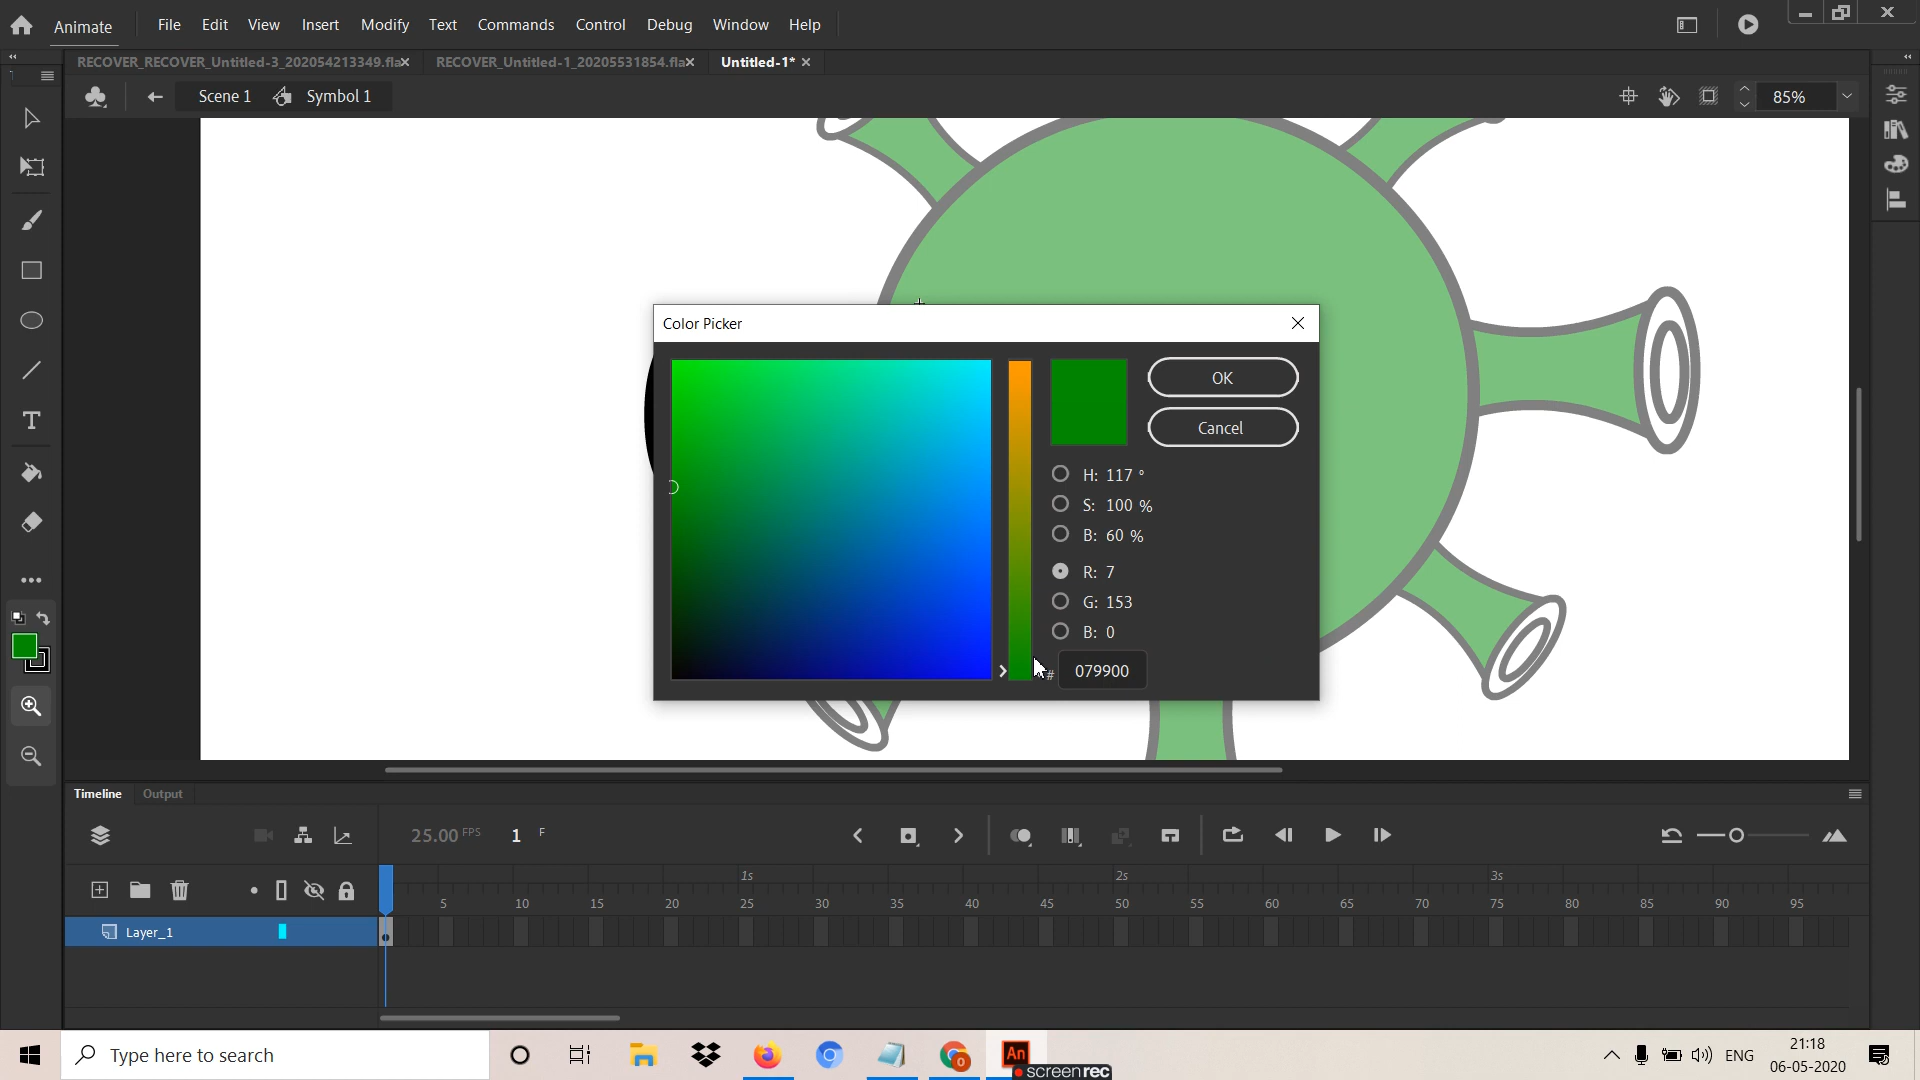 Animate File Edit View Insert Modify Text Commands Control Debug Window Help
RECOVER_RECOVER_Untitled-3_202054213349.fla× RECOVER_Untitled-1_20205531854.fla× Untitled-1* ×
Scene 1 Symbol 1 85%
Color Picker
OK
Cancel
H: 117 °
S: 100 %
B: 60 %
R: 7
G: 153
B: 0
# 079900
T
Timeline Output
25.00 FPS 1 F
1s 2s 3s
5 10 15 20 25 30 35 40 45 50 55 60 65 70 75 80 85 90 95
Layer_1
Type here to search
An
screenrec
ENG
21:18
06-05-2020